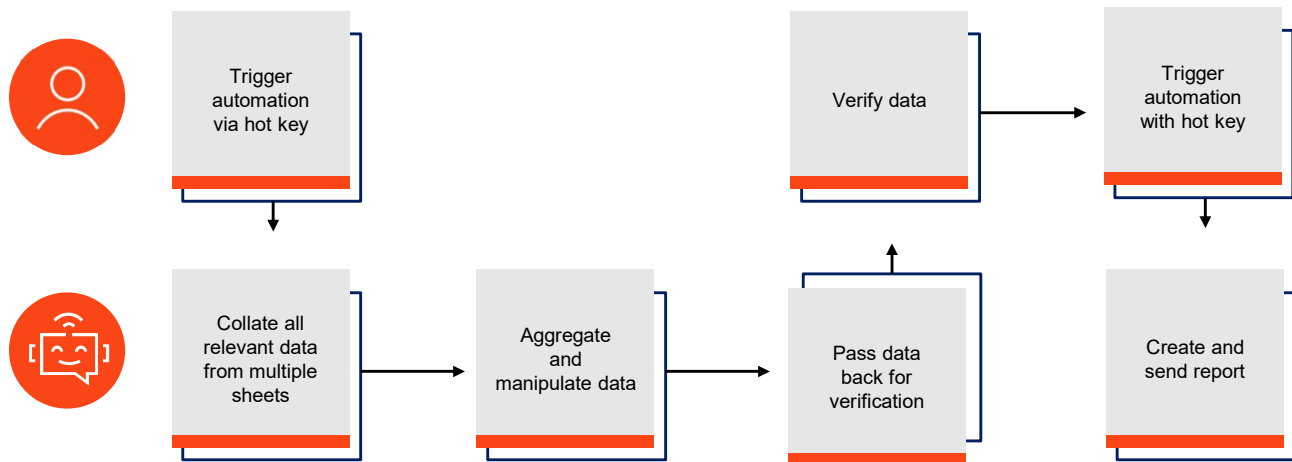 Trigger
automation
via hot key
Verify data
Trigger
automation
with hot key
Collate all
relevant data
from multiple
sheets
Aggregate
and
manipulate data
Pass data
back for
verification
Create and
send report